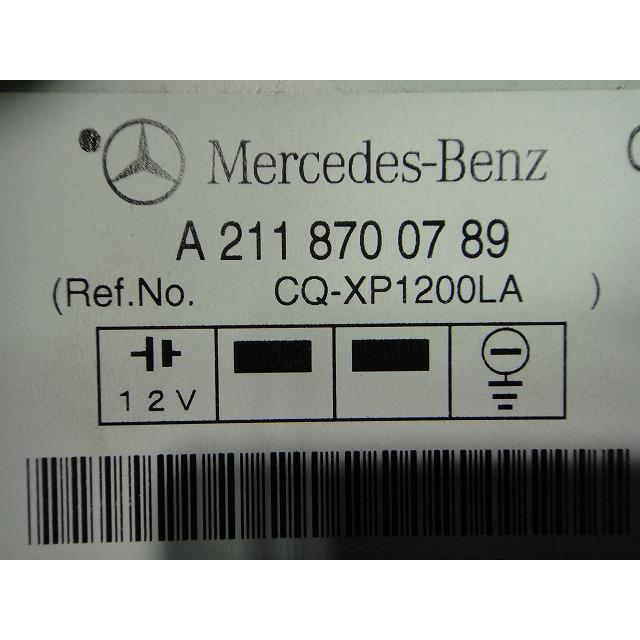 Mercedes-Benz
A 211 870 07 89
(Ref.No. CQ-XP1200LA )
12V